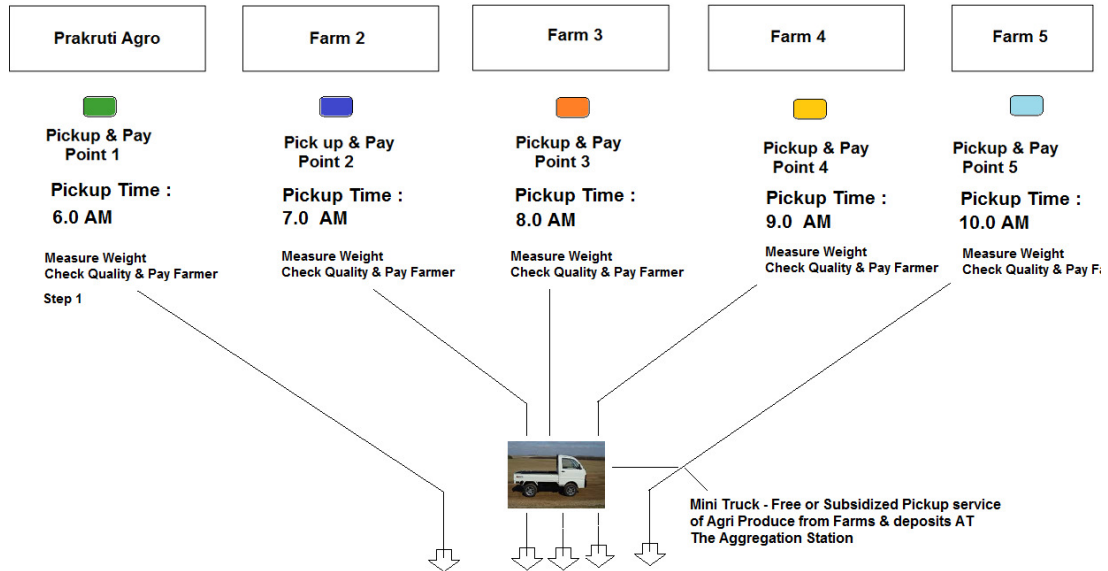 Prakruti Agro
Farm 2
Farm 3
Farm 4
Farm 5
Pickup & Pay
Point 1
Pick up & Pay
Point 2
Pickup & Pay
Point 3
Pickup & Pay
Point 4
Pickup & Pay
Point 5
Pickup Time :
6.0 AM
Pickup Time :
7.0 AM
Pickup Time :
8.0 AM
Pickup Time :
9.0 AM
Pickup Time :
10.0 AM
Measure Weight
Check Quality & Pay Farmer
Step 1
Measure Weight
Check Quality & Pay Farmer
Measure Weight
Check Quality & Pay Farmer
Measure Weight
Check Quality & Pay Farmer
Measure Weight
Check Quality & Pay Fa
Mini Truck - Free or Subsidized Pickup service
of Agri Produce from Farms & deposits AT
The Aggregation Station